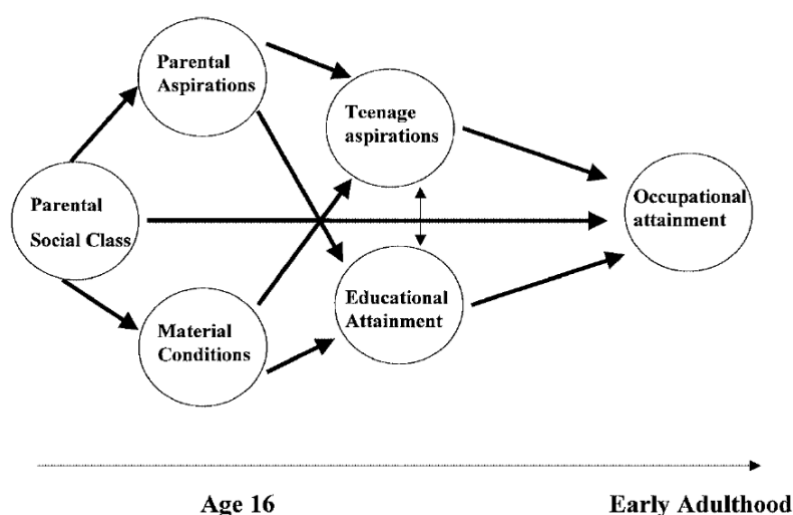 Parental
Aspirations
Teenage
aspirations
Parental
Social Class
Occupational
attainment
Educational
Attainment
Material
Conditions
Age 16
Early Adulthood